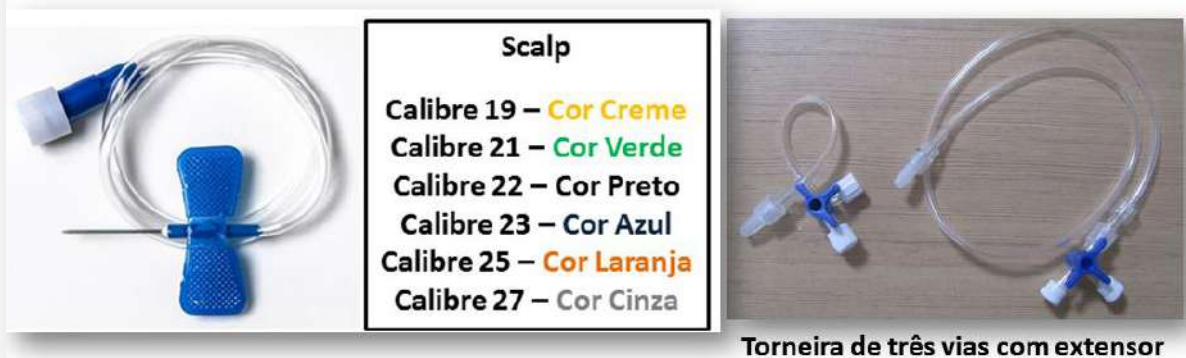 Scalp
Calibre 19 – Cor Creme
Calibre 21 – Cor Verde
Calibre 22 – Cor Preto
Calibre 23 – Cor Azul
Calibre 25 – Cor Laranja
Calibre 27 – Cor Cinza
Torneira de três vias com extensor